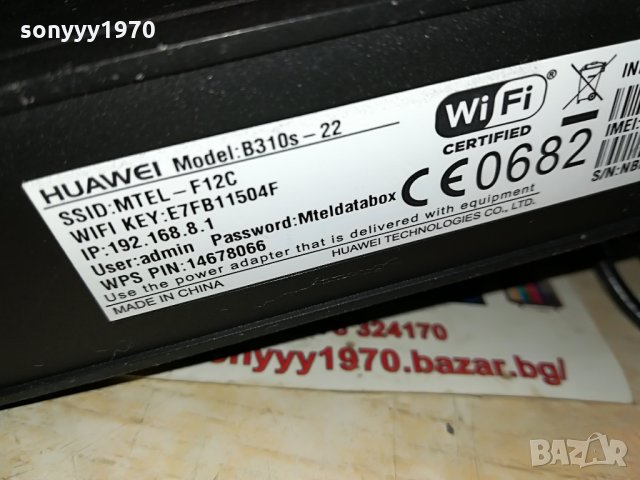 sonyyy1970
HUAWEI Model:B310s-22
SSID:MTEL-F12C
WIFI KEY:E7FB11504F
IP:192.168.8.1
User:admin Password:Mteldatabox
WPS PIN:14678066
Use the power adapter that is develiped with equipment
HUAWEI TECHNOLOGIES CO.,LTD.
MADE IN CHINA
WiFi®
CERTIFIED
CE0682
IMEI:
S/N:NB
324170
sonyyy1970.bazar.bg/
BAZAR